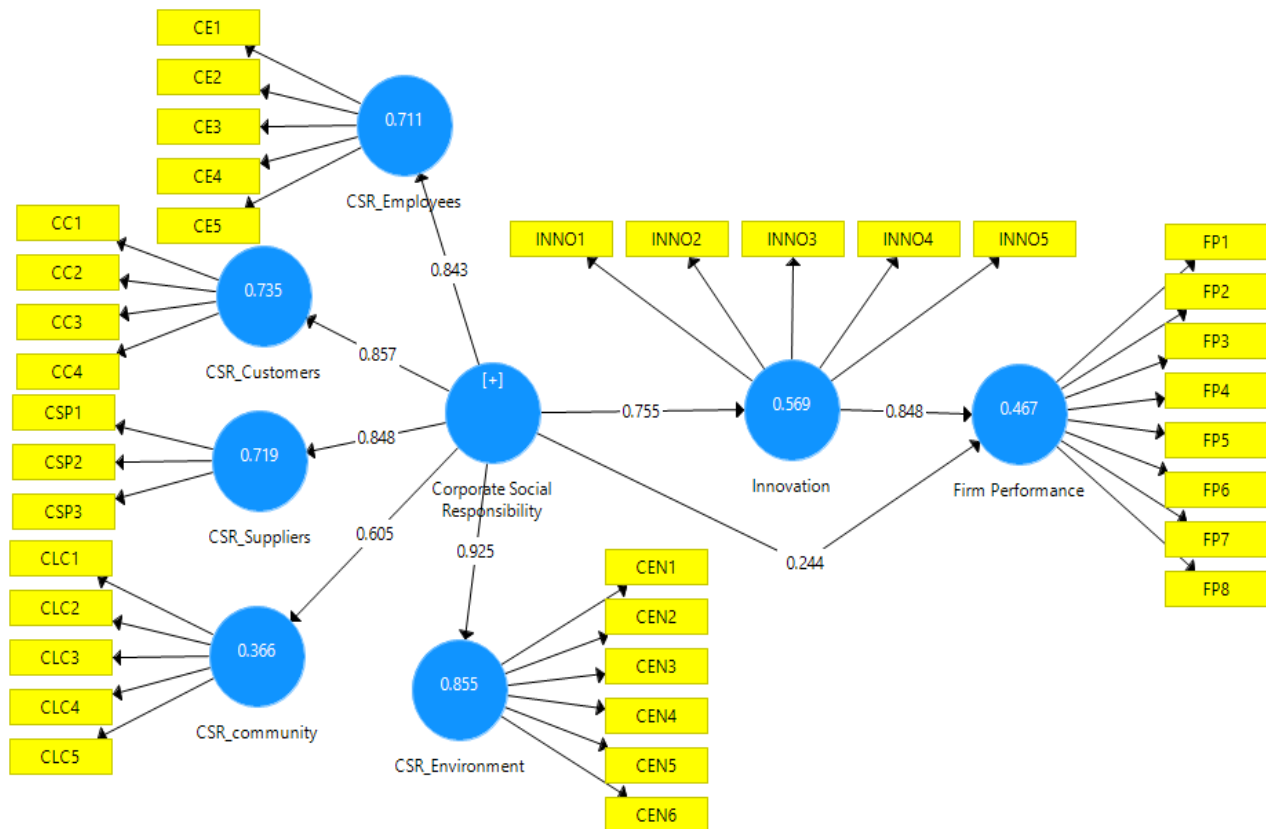 CE1
CE2
CE3
CE4
CE5
0.711
CSR_Employees
CC1
CC2
CC3
CC4
0.735
CSR_Customers
CSP1
CSP2
CSP3
0.719
CSR_Suppliers
CLC1
CLC2
CLC3
CLC4
CLC5
0.366
CSR_community
0.843
0.857
0.848
0.605
0.925
[+]
Corporate Social
Responsibility
0.755
0.244
INNO1
INNO2
INNO3
INNO4
INNO5
0.569
Innovation
0.848
0.467
Firm Performance
FP1
FP2
FP3
FP4
FP5
FP6
FP7
FP8
0.855
CSR_Environment
CEN1
CEN2
CEN3
CEN4
CEN5
CEN6